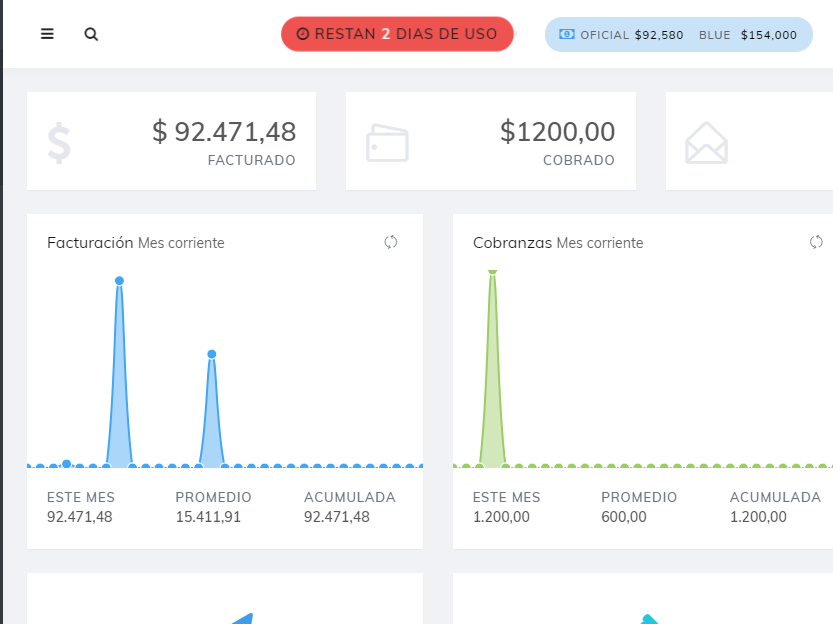 RESTAN 2 DIAS DE USO
OFICIAL $92,580 BLUE $154,000
$ 92.471,48
FACTURADO
$1200,00
COBRADO
Facturación Mes corriente
Cobranzas Mes corriente
ESTE MES PROMEDIO ACUMULADA
92.471,48 15.411,91 92.471,48
ESTE MES PROMEDIO ACUMULADA
1.200,00 600,00 1.200,00